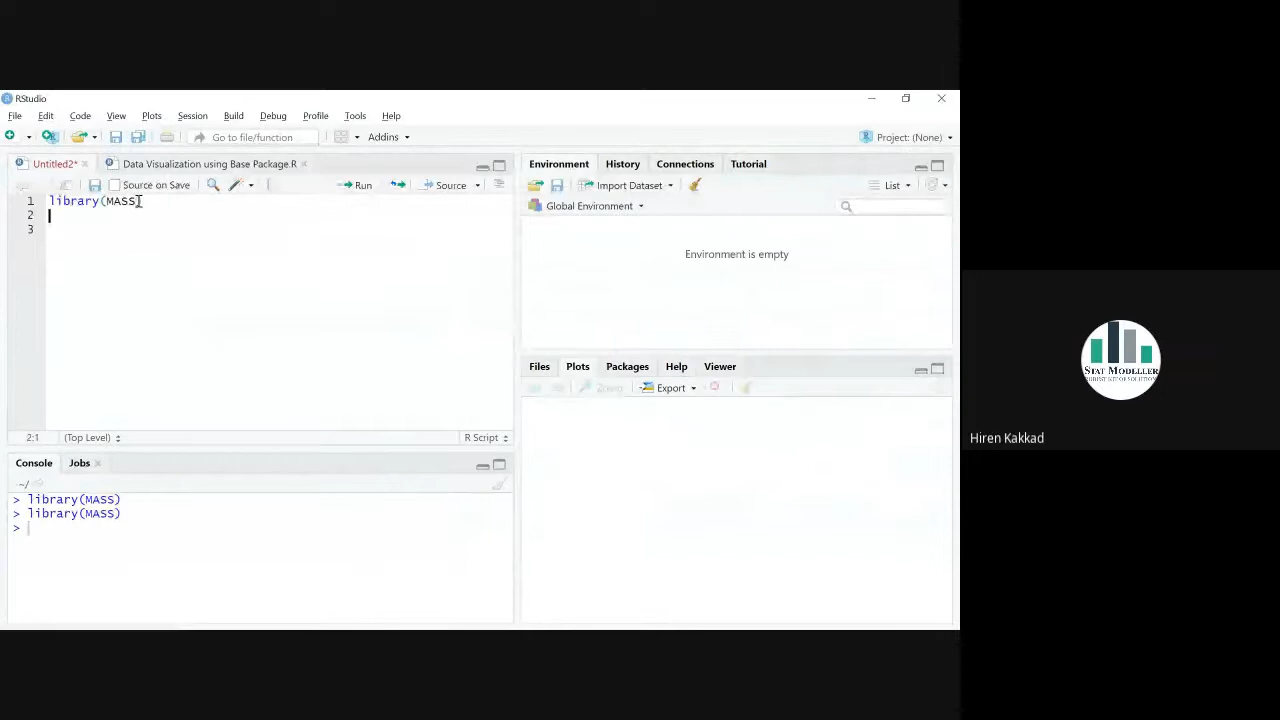 RStudio
File Edit Code View Plots Session Build Debug Profile Tools Help
Go to file/function Addins Project: (None)
Untitled2* Data Visualization using Base Package.R
Source on Save Run Source
1 library(MASS)
2
3
2:1 (Top Level) R Script
Console Jobs
~/
> library(MASS)
> library(MASS)
>
Environment History Connections Tutorial
Import Dataset List
Global Environment
Environment is empty
Files Plots Packages Help Viewer
Zoom Export
STAT MODELLER
Hiren Kakkad